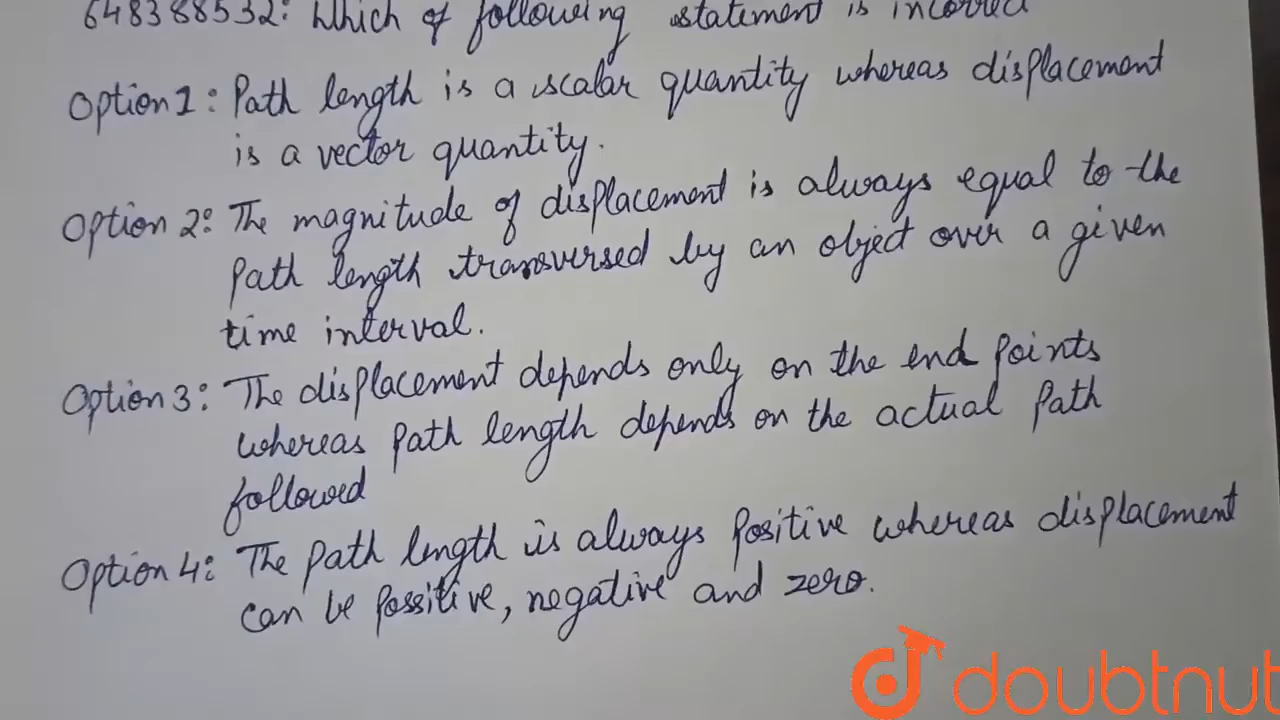 648388532: Which of following statement is incorrect
Option 1: Path length is a scalar quantity whereas displacement
is a vector quantity.
Option 2: The magnitude of displacement is always equal to the
Path length transversed by an object over a given
time interval.
Option 3: The displacement depends only on the end points
whereas Path length depends on the actual Path
followed
Option 4: The path length is always positive whereas displacement
can be possitive, negative and zero.
doubtnut